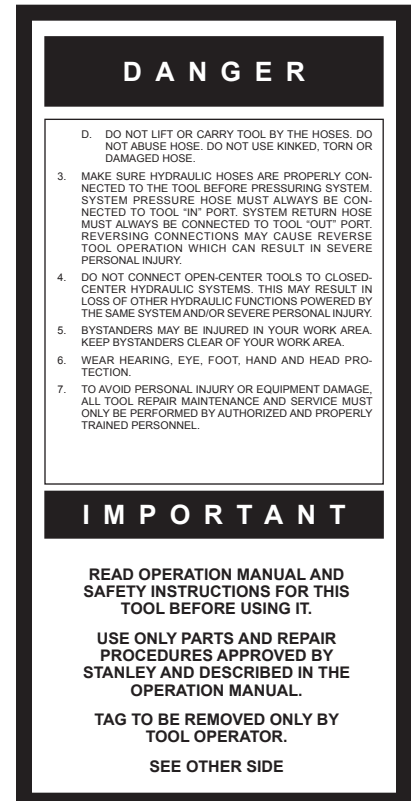 DANGER
D. DO NOT LIFT OR CARRY TOOL BY THE HOSES. DO
NOT ABUSE HOSE. DO NOT USE KINKED, TORN OR
DAMAGED HOSE.
3. MAKE SURE HYDRAULIC HOSES ARE PROPERLY CON-
NECTED TO THE TOOL BEFORE PRESSURING SYSTEM.
SYSTEM PRESSURE HOSE MUST ALWAYS BE CON-
NECTED TO TOOL “IN” PORT. SYSTEM RETURN HOSE
MUST ALWAYS BE CONNECTED TO TOOL “OUT” PORT.
REVERSING CONNECTIONS MAY CAUSE REVERSE
TOOL OPERATION WHICH CAN RESULT IN SEVERE
PERSONAL INJURY.
4. DO NOT CONNECT OPEN-CENTER TOOLS TO CLOSED-
CENTER HYDRAULIC SYSTEMS. THIS MAY RESULT IN
LOSS OF OTHER HYDRAULIC FUNCTIONS POWERED BY
THE SAME SYSTEM AND/OR SEVERE PERSONAL INJURY.
5. BYSTANDERS MAY BE INJURED IN YOUR WORK AREA.
KEEP BYSTANDERS CLEAR OF YOUR WORK AREA.
6. WEAR HEARING, EYE, FOOT, HAND AND HEAD PRO-
TECTION.
7. TO AVOID PERSONAL INJURY OR EQUIPMENT DAMAGE,
ALL TOOL REPAIR MAINTENANCE AND SERVICE MUST
ONLY BE PERFORMED BY AUTHORIZED AND PROPERLY
TRAINED PERSONNEL.
IMPORTANT
READ OPERATION MANUAL AND
SAFETY INSTRUCTIONS FOR THIS
TOOL BEFORE USING IT.
USE ONLY PARTS AND REPAIR
PROCEDURES APPROVED BY
STANLEY AND DESCRIBED IN THE
OPERATION MANUAL.
TAG TO BE REMOVED ONLY BY
TOOL OPERATOR.
SEE OTHER SIDE